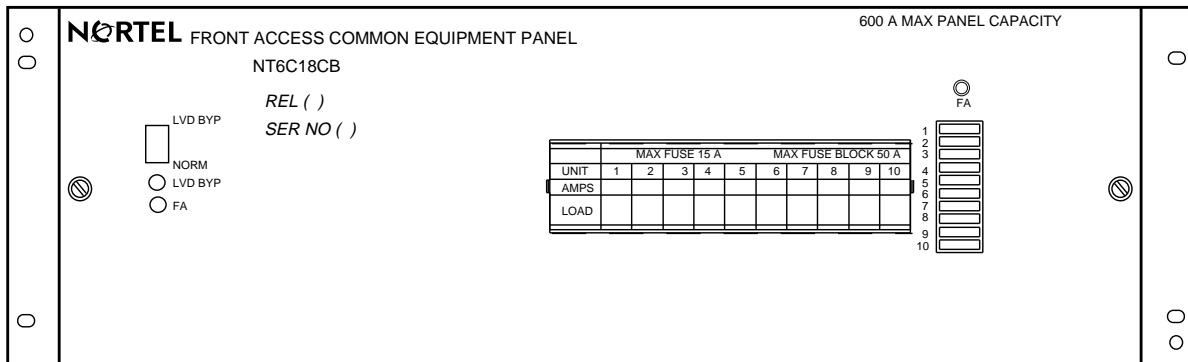 600 A MAX PANEL CAPACITY
NORTEL FRONT ACCESS COMMON EQUIPMENT PANEL
NT6C18CB
REL ( )
SER NO ( )
LVD BYP
NORM
LVD BYP
FA
MAX FUSE 15 A MAX FUSE BLOCK 50 A
UNIT 1 2 3 4 5 6 7 8 9 10
AMPS
LOAD
FA
1
2
3
4
5
6
7
8
9
10